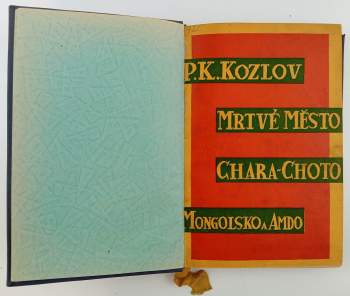 P.K. KOZLOV
MRTVÉ MĚSTO
CHARA-CHOTO
MONGOLSKO A AMDO